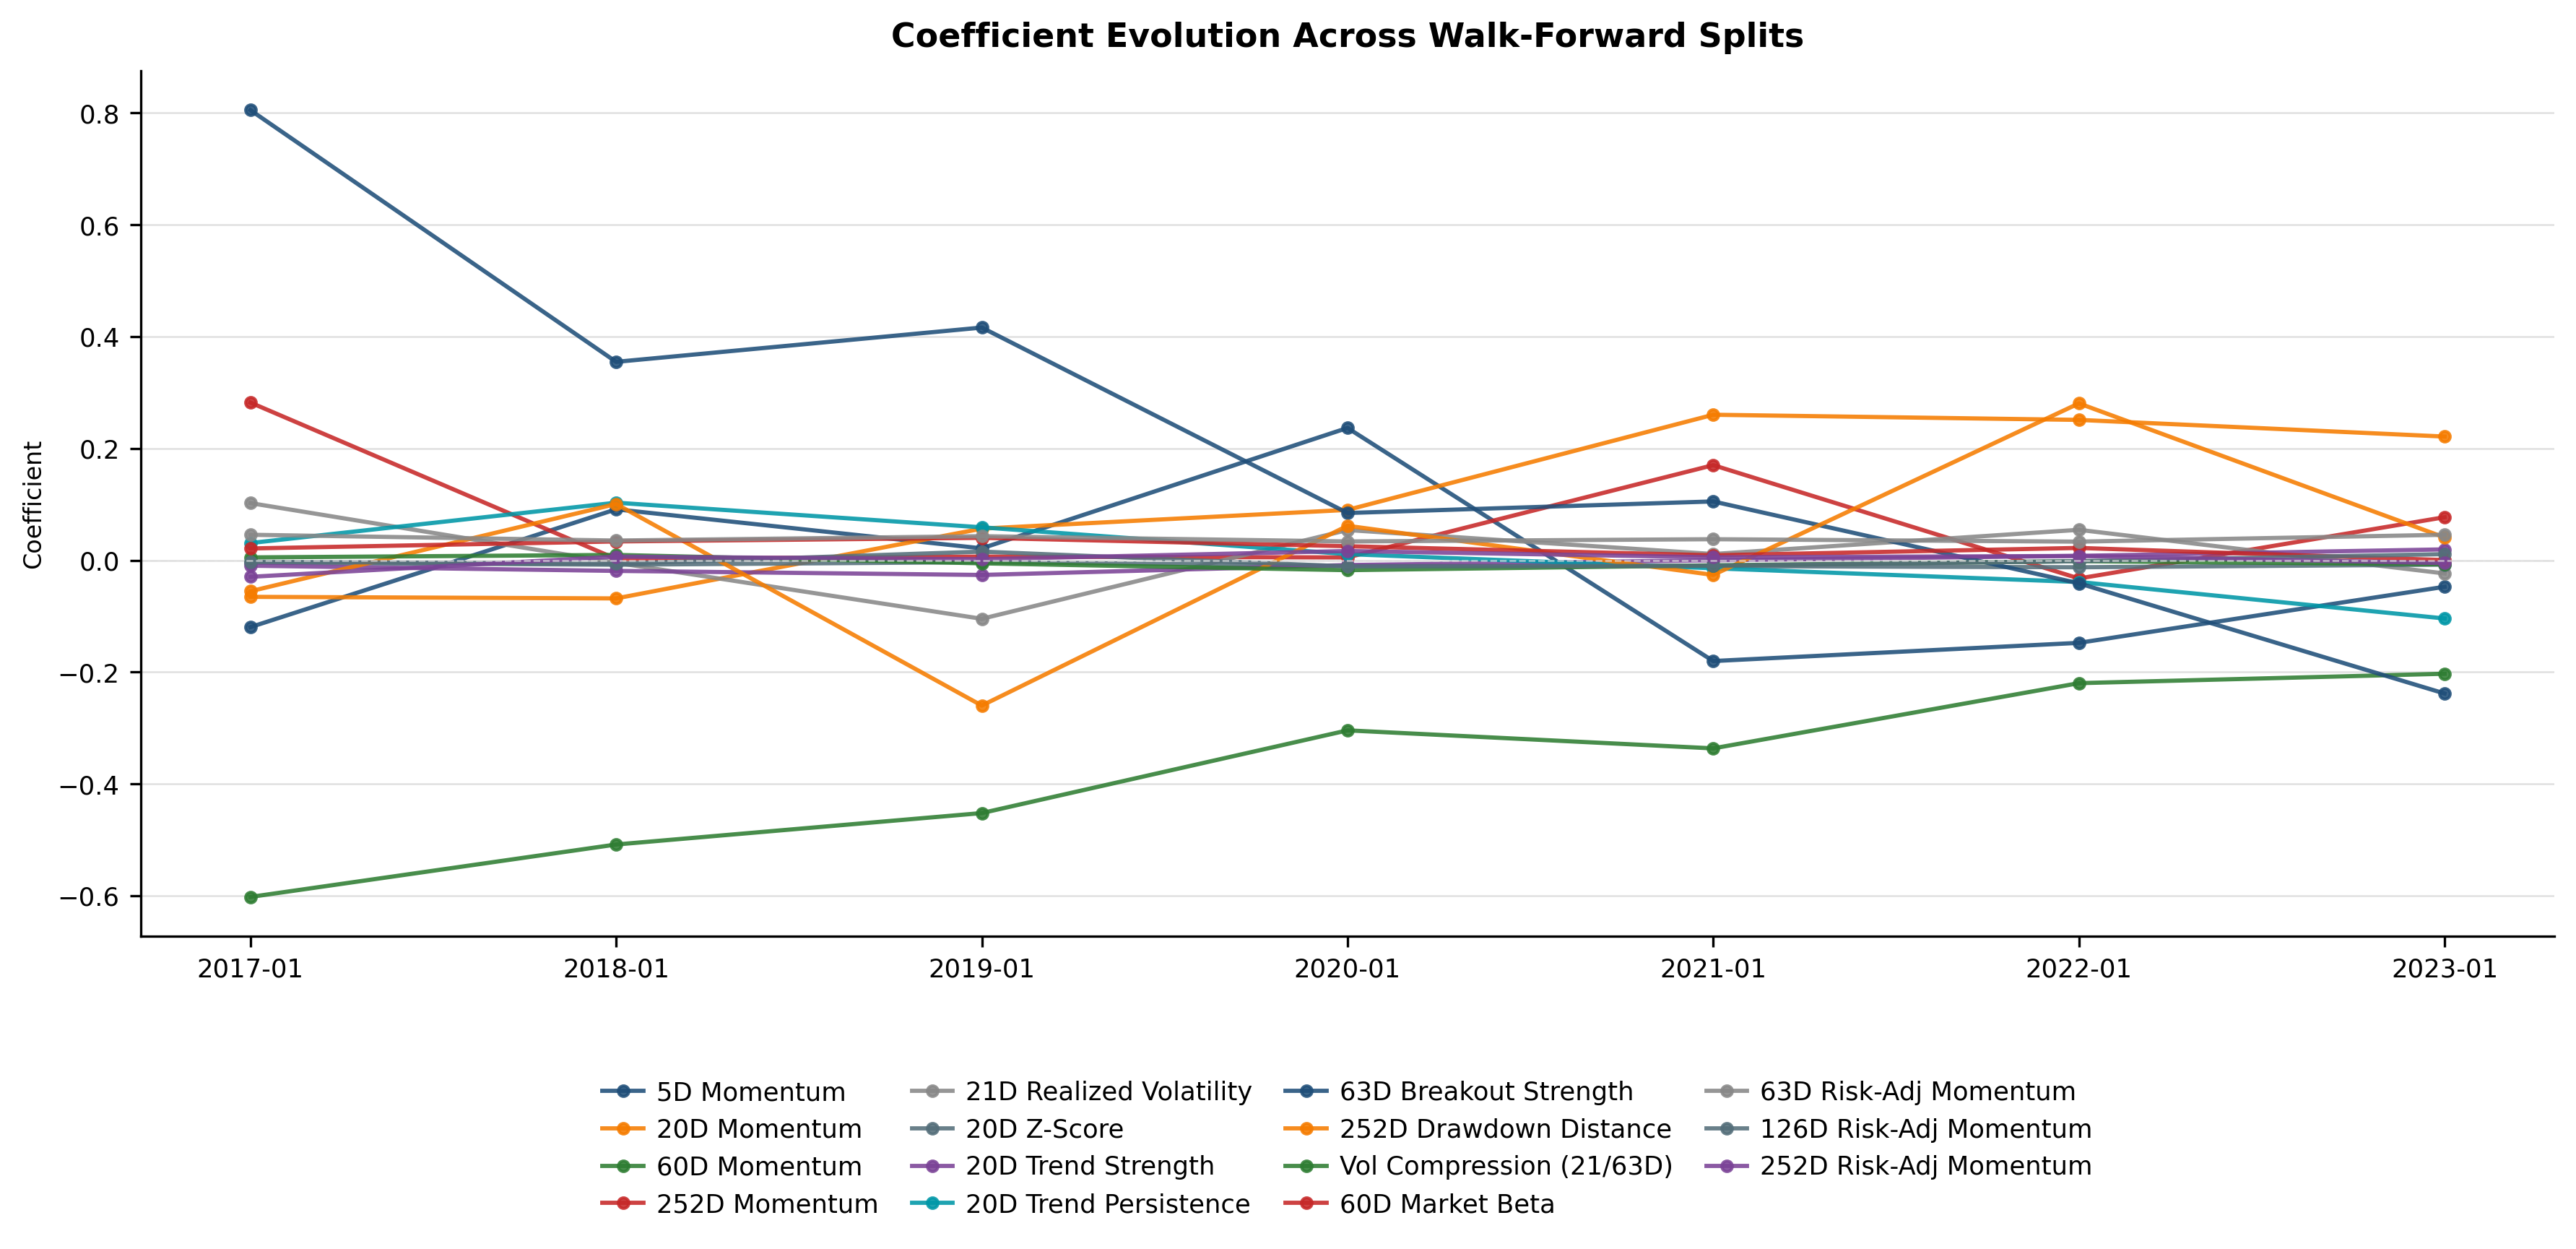 Coefficient Evolution Across Walk-Forward Splits
Coefficient
0.8
0.6
0.4
0.2
0.0
−0.2
−0.4
−0.6
2017-01 2018-01 2019-01 2020-01 2021-01 2022-01 2023-01
5D Momentum 21D Realized Volatility 63D Breakout Strength 63D Risk-Adj Momentum
20D Momentum 20D Z-Score 252D Drawdown Distance 126D Risk-Adj Momentum
60D Momentum 20D Trend Strength Vol Compression (21/63D) 252D Risk-Adj Momentum
252D Momentum 20D Trend Persistence 60D Market Beta